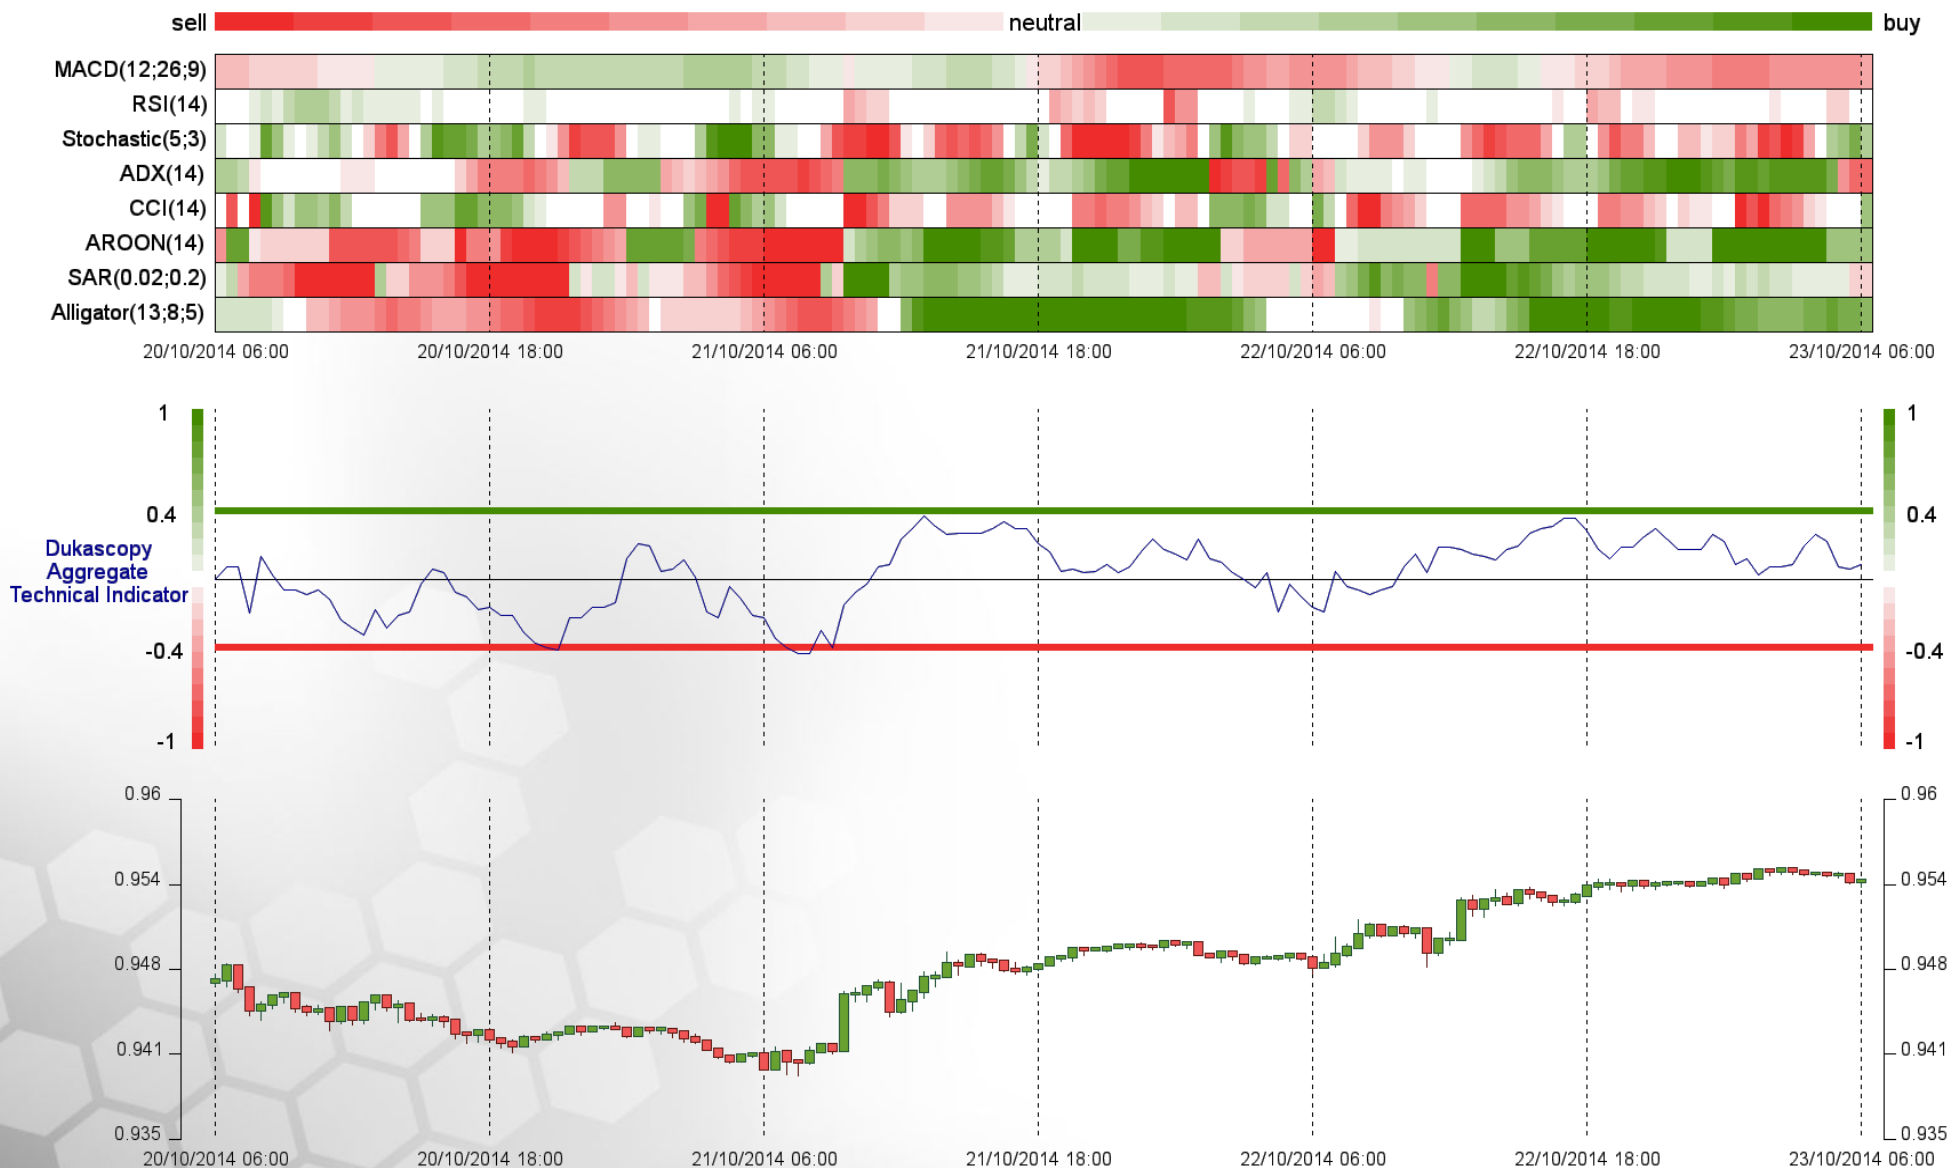 sell neutral buy
MACD(12;26;9)
RSI(14)
Stochastic(5;3)
ADX(14)
CCI(14)
AROON(14)
SAR(0.02;0.2)
Alligator(13;8;5)
20/10/2014 06:00 20/10/2014 18:00 21/10/2014 06:00 21/10/2014 18:00 22/10/2014 06:00 22/10/2014 18:00 23/10/2014 06:00
1 1
0.4 0.4
Dukascopy
Aggregate
Technical Indicator
-0.4 -0.4
-1 -1
0.96 0.96
0.954 0.954
0.948 0.948
0.941 0.941
0.935 0.935
20/10/2014 06:00 20/10/2014 18:00 21/10/2014 06:00 21/10/2014 18:00 22/10/2014 06:00 22/10/2014 18:00 23/10/2014 06:00